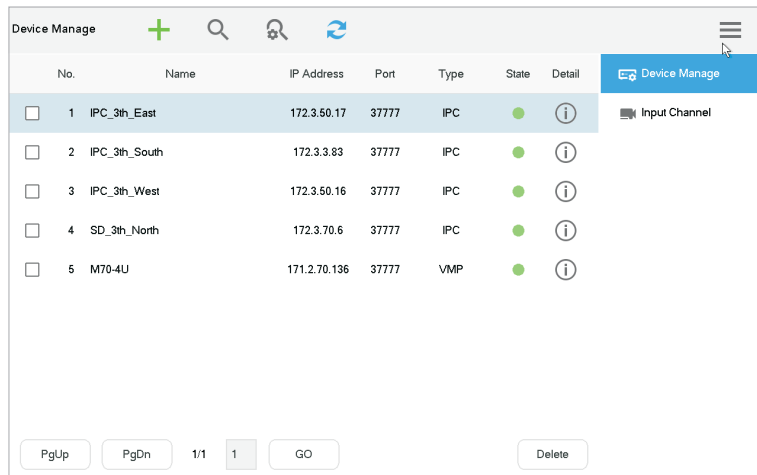 Device Manage
No. Name IP Address Port Type State Detail
Device Manage
1 IPC_3th_East 172.3.50.17 37777 IPC
Input Channel
2 IPC_3th_South 172.3.3.83 37777 IPC
3 IPC_3th_West 172.3.50.16 37777 IPC
4 SD_3th_North 172.3.70.6 37777 IPC
5 M70-4U 171.2.70.136 37777 VMP
PgUp PgDn 1/1 1 GO Delete